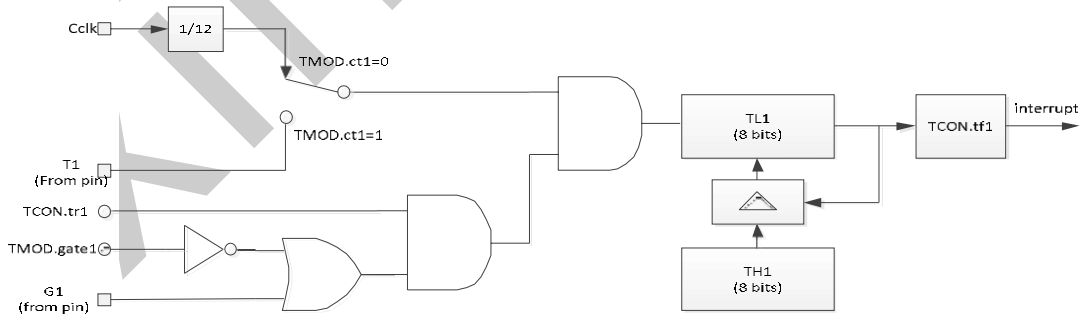 Cclk
1/12
TMOD.ct1=0
TMOD.ct1=1
T1
(From pin)
TCON.tr1
TMOD.gate1
G1
(from pin)
TL1
(8 bits)
TH1
(8 bits)
TCON.tf1
interrupt